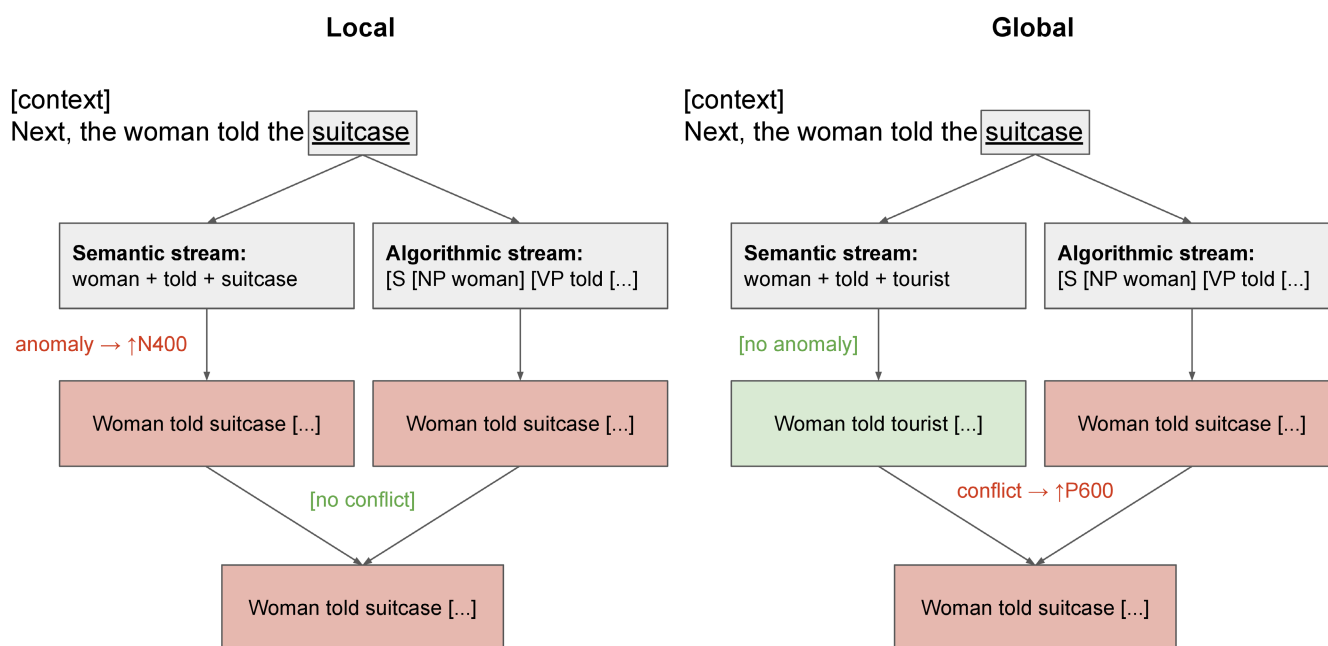 Local
[context]
Next, the woman told the suitcase
Semantic stream:
woman + told + suitcase
Algorithmic stream:
[S [NP woman] [VP told [...]
anomaly → ↑N400
Woman told suitcase [...]
Woman told suitcase [...]
[no conflict]
Woman told suitcase [...]
Global
[context]
Next, the woman told the suitcase
Semantic stream:
woman + told + tourist
Algorithmic stream:
[S [NP woman] [VP told [...]
[no anomaly]
Woman told tourist [...]
Woman told suitcase [...]
conflict → ↑P600
Woman told suitcase [...]